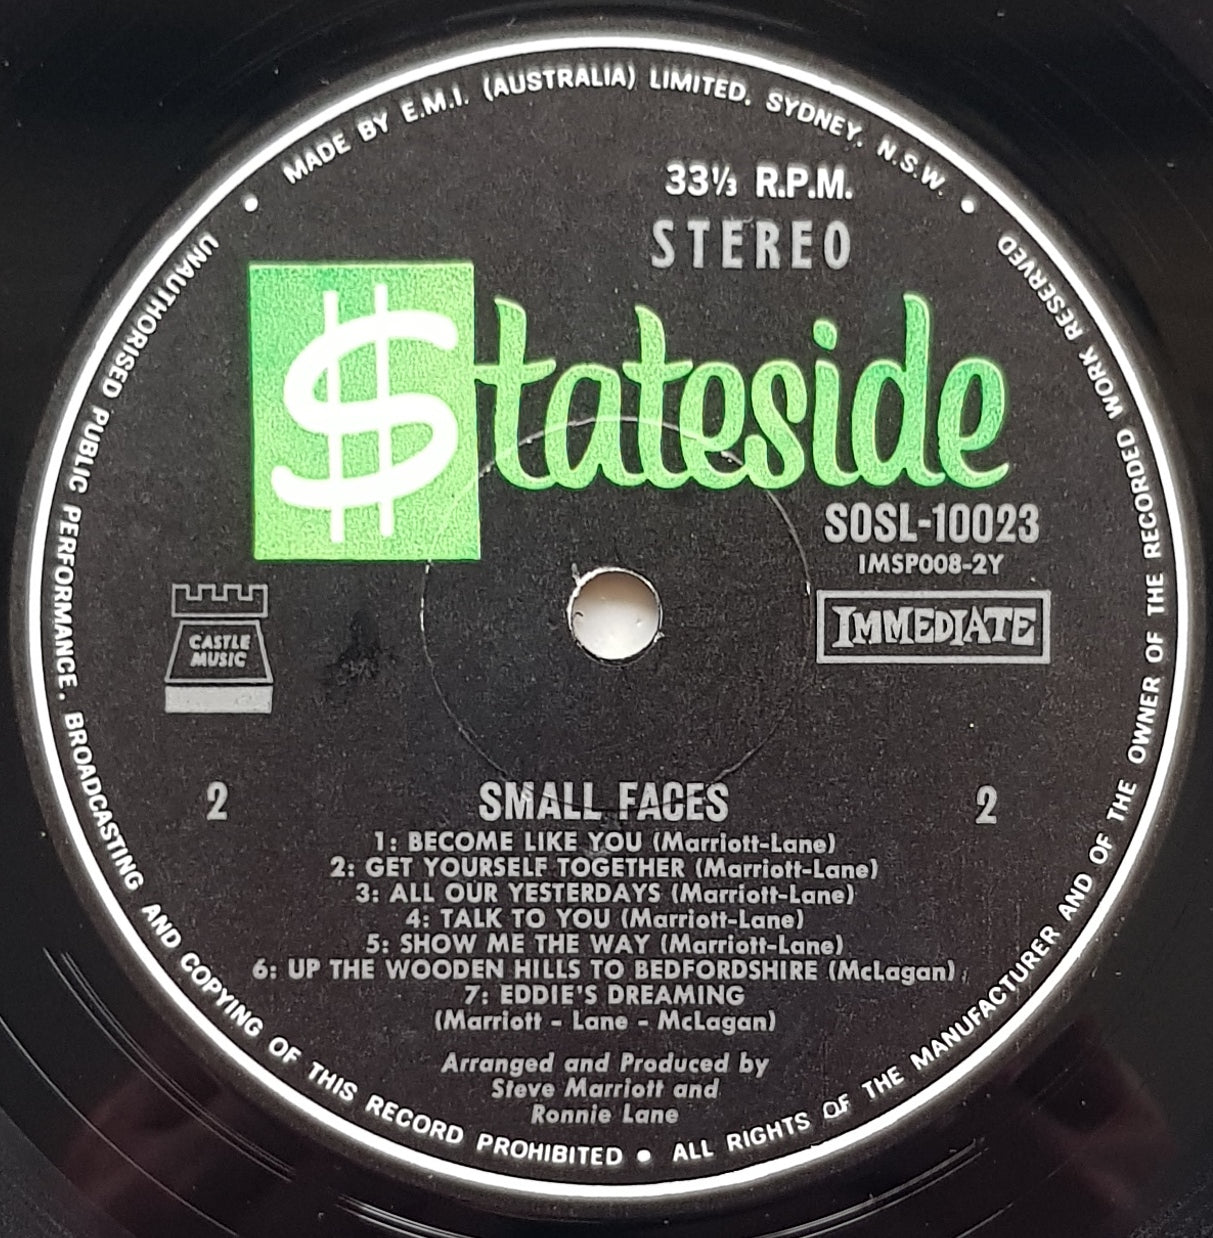 MADE BY E.M.I. (AUSTRALIA) LIMITED. SYDNEY, N.S.W.
33⅓ R.P.M.
STEREO
$tateside
SOSL-10023
IMSP008-2Y
IMMEDIATE
CASTLE
MUSIC
2
2
SMALL FACES
1: BECOME LIKE YOU (Marriott-Lane)
2: GET YOURSELF TOGETHER (Marriott-Lane)
3: ALL OUR YESTERDAYS (Marriott-Lane)
4: TALK TO YOU (Marriott-Lane)
5: SHOW ME THE WAY (Marriott-Lane)
6: UP THE WOODEN HILLS TO BEDFORDSHIRE (McLagan)
7: EDDIE'S DREAMING
(Marriott - Lane - McLagan)
Arranged and Produced by
Steve Marriott and
Ronnie Lane
UNAUTHORISED PUBLIC PERFORMANCE. BROADCASTING AND COPYING OF THIS RECORD PROHIBITED • ALL RIGHTS OF THE MANUFACTURER AND OF THE OWNER OF THE RECORDED WORK RESERVED